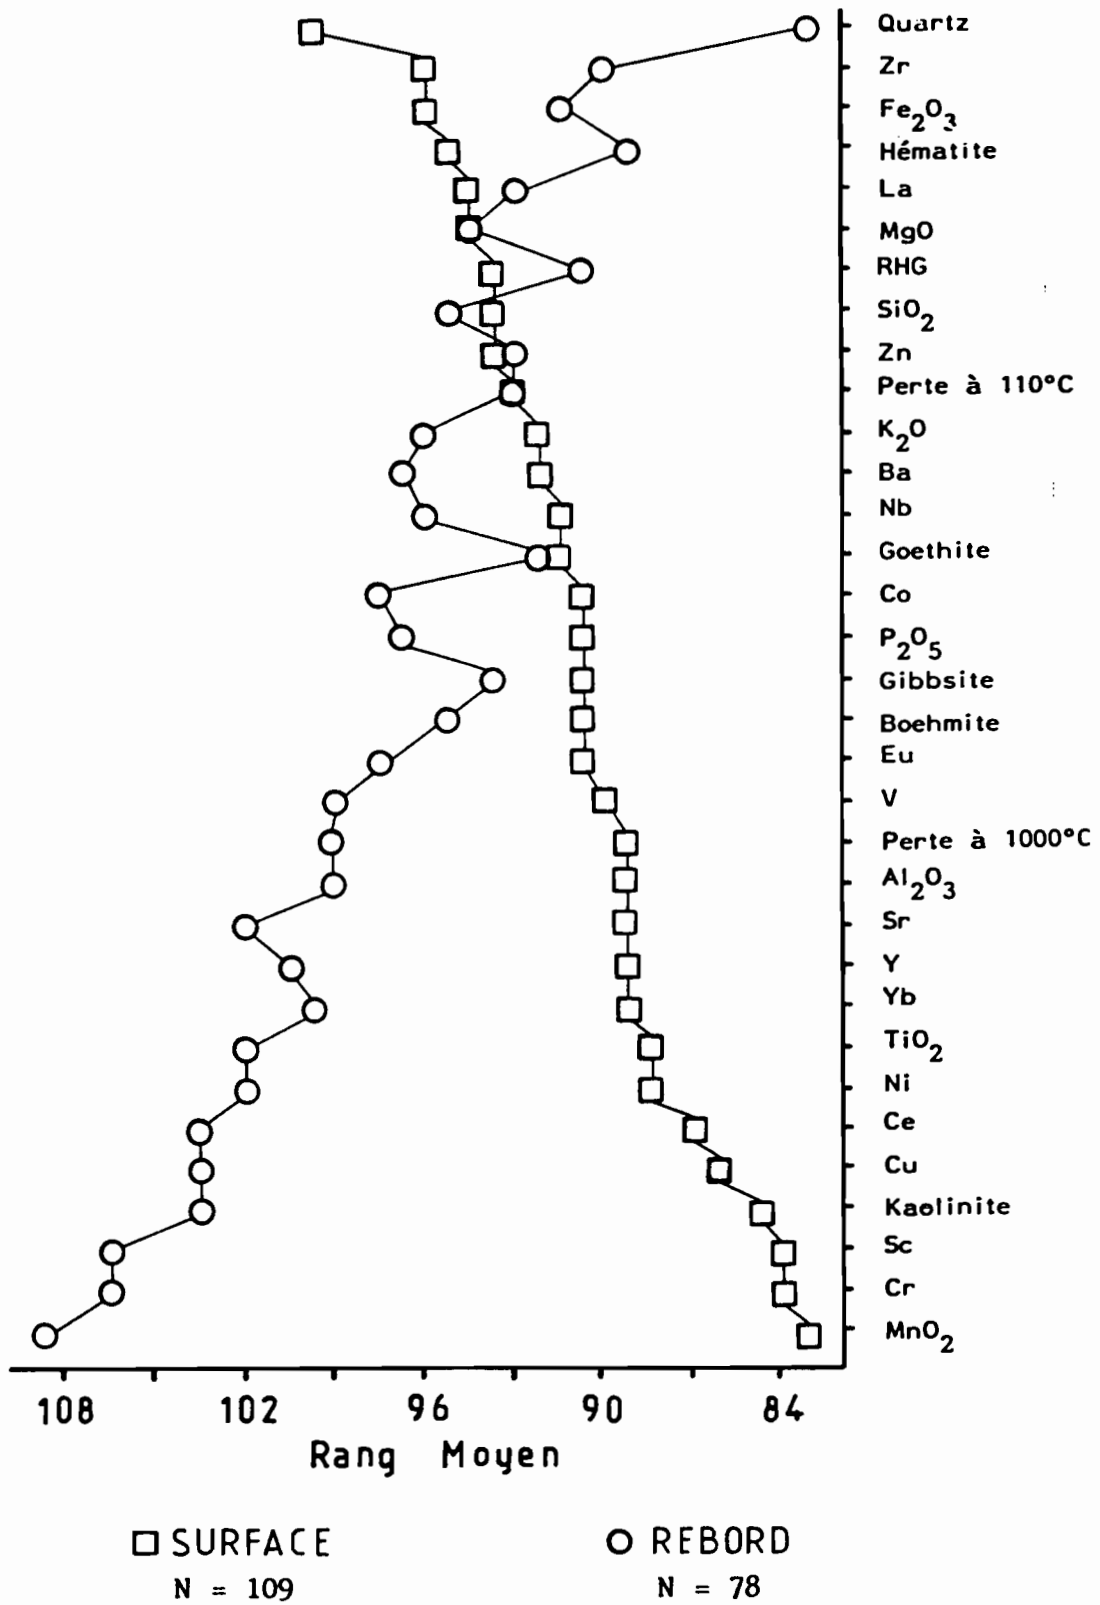 Quartz
Zr
Fe₂O₃
Hématite
La
MgO
RHG
SiO₂
Zn
Perte à 110°C
K₂O
Ba
Nb
Goethite
Co
P₂O₅
Gibbsite
Boehmite
Eu
V
Perte à 1000°C
Al₂O₃
Sr
Y
Yb
TiO₂
Ni
Ce
Cu
Kaolinite
Sc
Cr
MnO₂
108 102 96 90 84
Rang Moyen
SURFACE REBORD
N = 109 N = 78